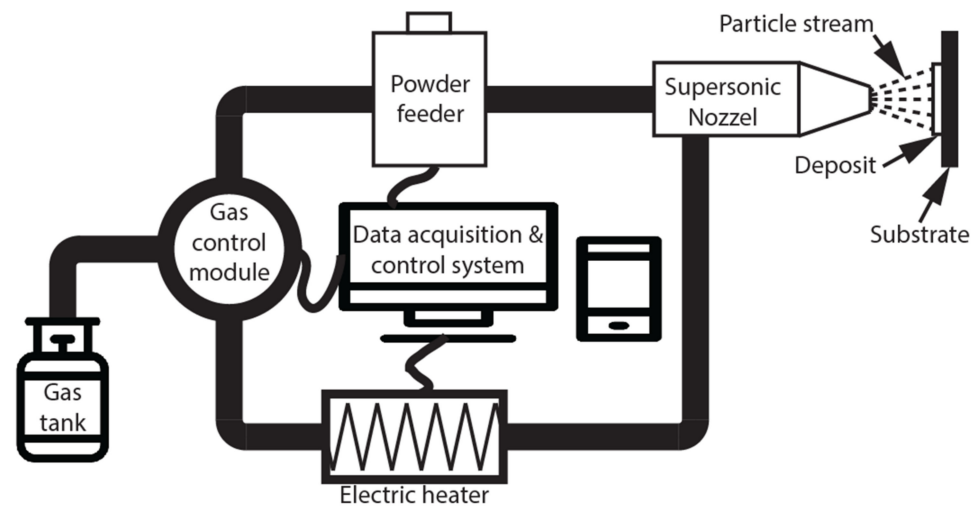 Particle stream
Powder
feeder
Supersonic
Nozzel
Deposit
Substrate
Gas
control
module
Data acquisition &
control system
Gas
tank
Electric heater